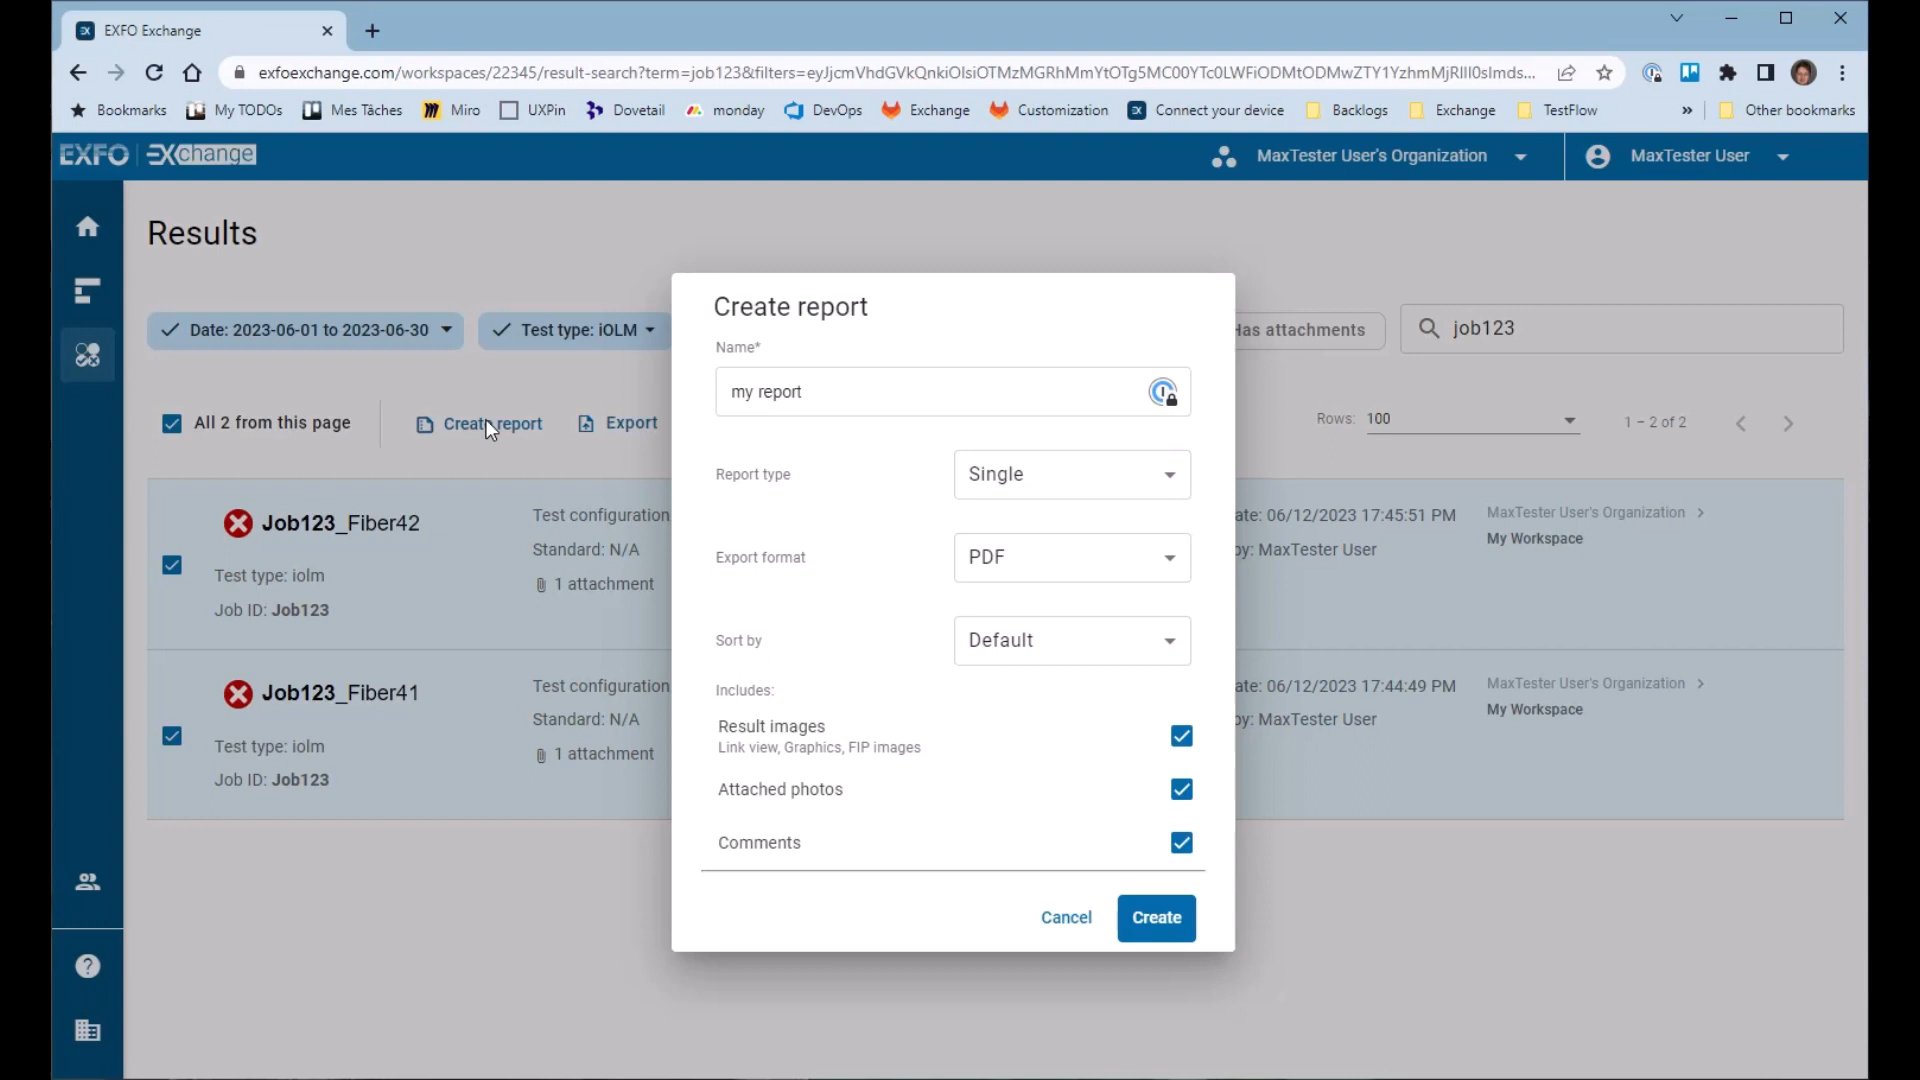 EXFO Exchange
exfoexchange.com/workspaces/22345/result-search?term=job123&filters=eyJjcmVhdGVkQnkiOlsiOTMzMGRhMmYtOTg5MC00YTc0LWFiODMtODMwZTY1YzhmMjRlIl0sImds...
Bookmarks My TODOs Mes Tâches Miro UXPin Dovetail monday DevOps Exchange Customization Connect your device Backlogs Exchange TestFlow » Other bookmarks
EXFO EXchange MaxTester User's Organization MaxTester User
Results
Date: 2023-06-01 to 2023-06-30 Test type: iOLM Has attachments job123
All 2 from this page Create report Export Rows: 100 1 – 2 of 2
Job123_Fiber42
Test type: iolm
Job ID: Job123
Test configuration
Standard: N/A
1 attachment
ate: 06/12/2023 17:45:51 PM
by: MaxTester User
MaxTester User's Organization
My Workspace
Job123_Fiber41
Test type: iolm
Job ID: Job123
Test configuration
Standard: N/A
1 attachment
ate: 06/12/2023 17:44:49 PM
by: MaxTester User
MaxTester User's Organization
My Workspace
Create report
Name*
my report
Report type Single
Export format PDF
Sort by Default
Includes:
Result images
Link view, Graphics, FIP images
Attached photos
Comments
Cancel Create